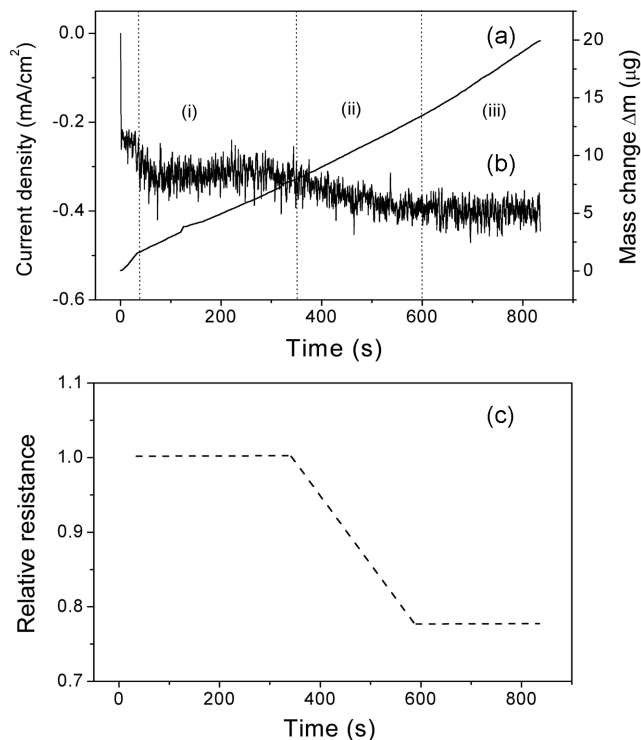 Current density (mA/cm²)
0.0
-0.2
-0.4
-0.6
(a)
(i)
(ii)
(iii)
(b)
20
15
10
5
0
Mass change Δm (μg)
0 200 400 600 800
Time (s)
Relative resistance
1.1
1.0
0.9
0.8
0.7
(c)
0 200 400 600 800
Time (s)